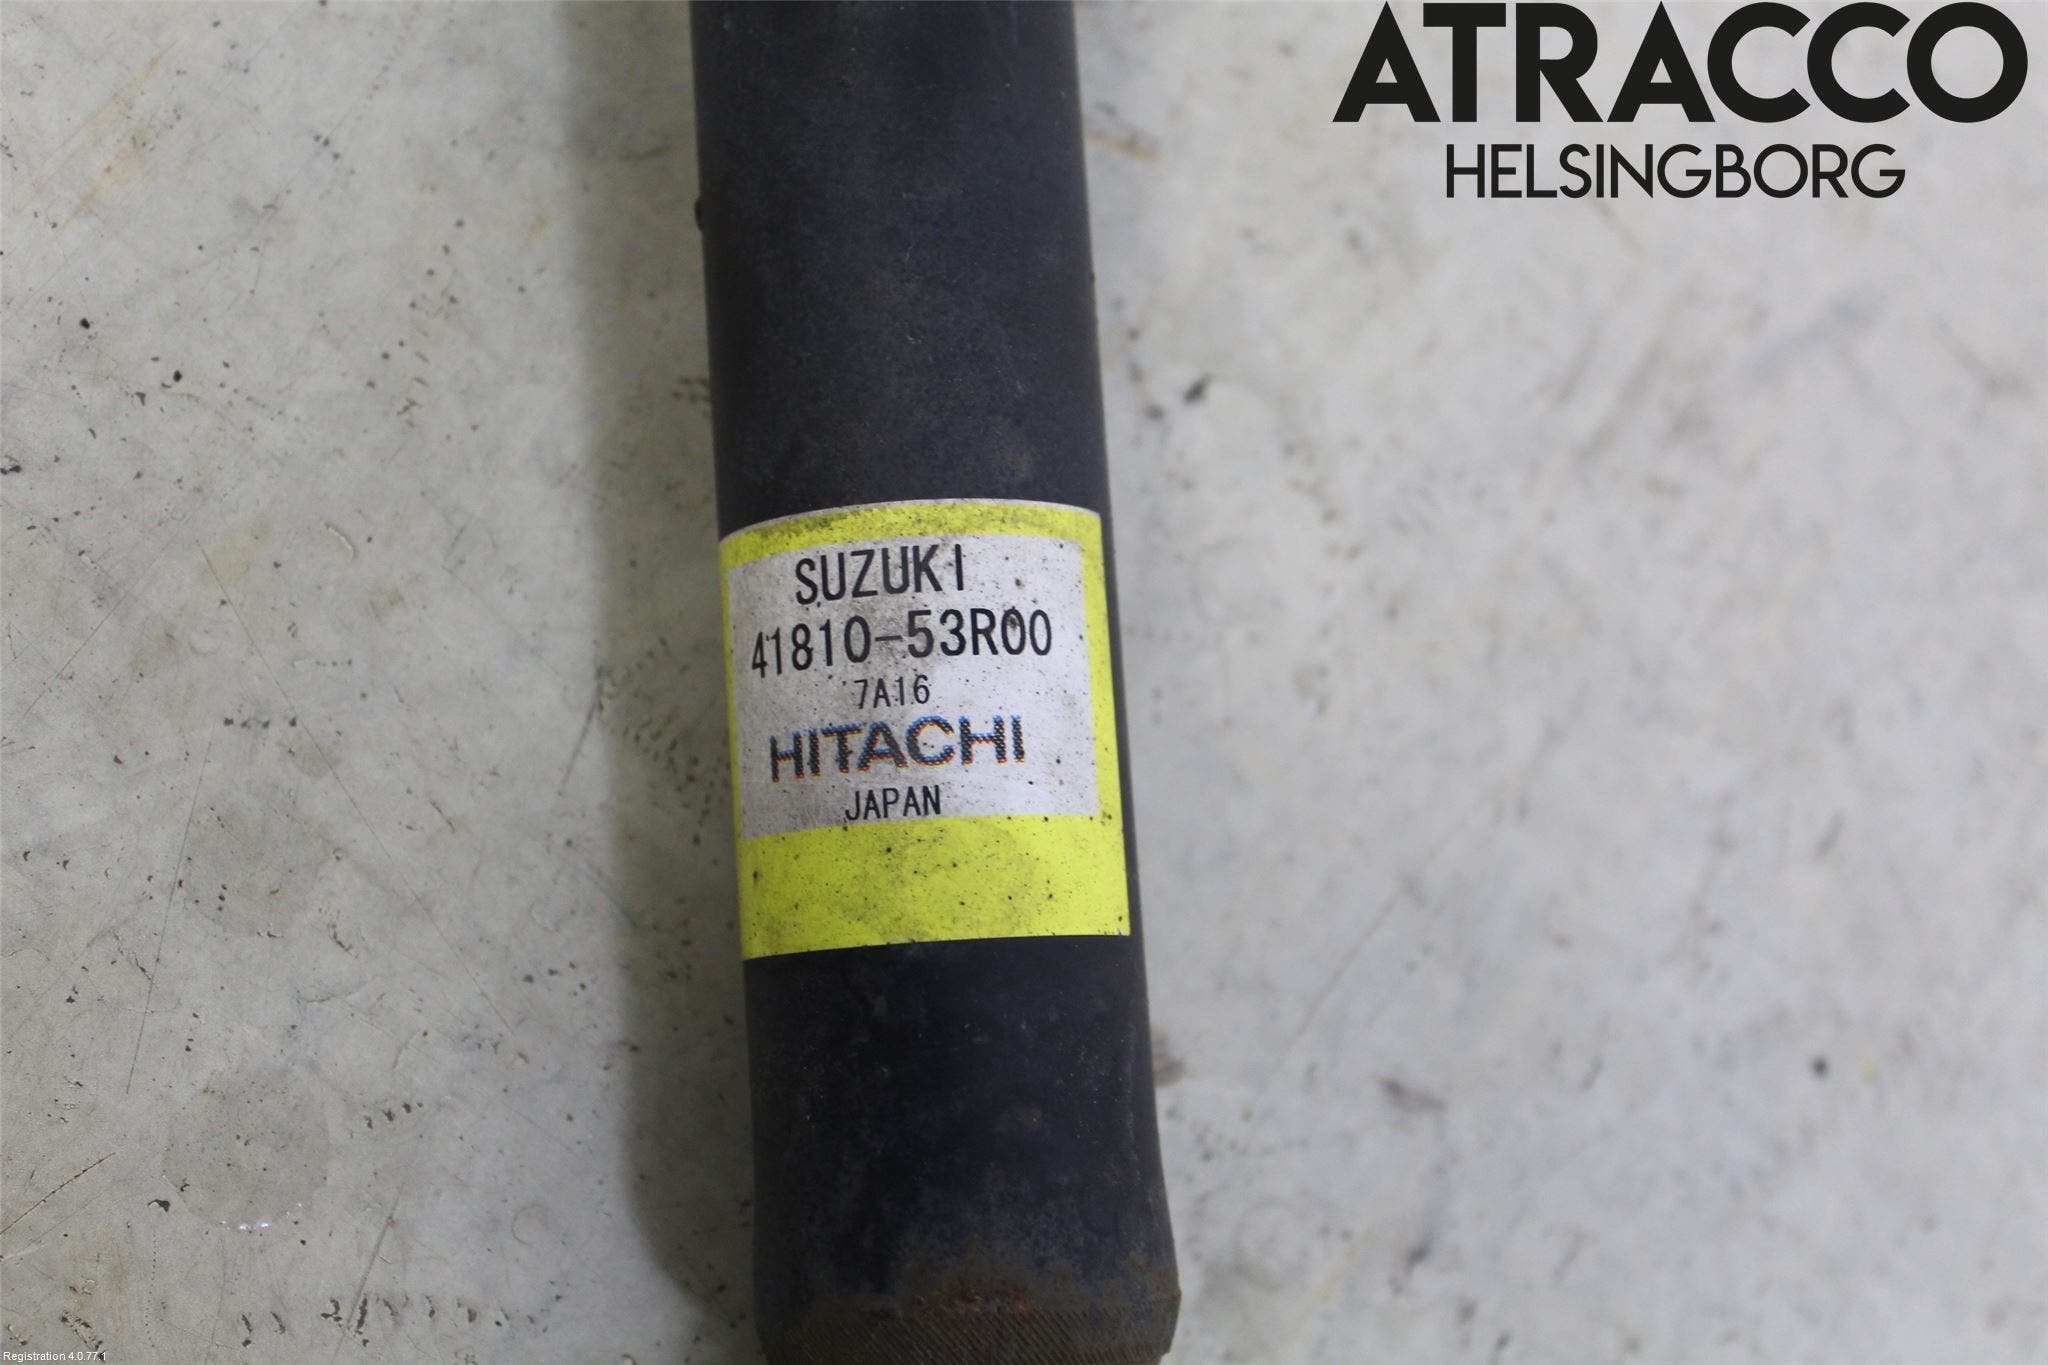 ATRACCO
HELSINGBORG
SUZUKI
41810-53R00
7A16
HITACHI
JAPAN
Registration 4.0.77.1